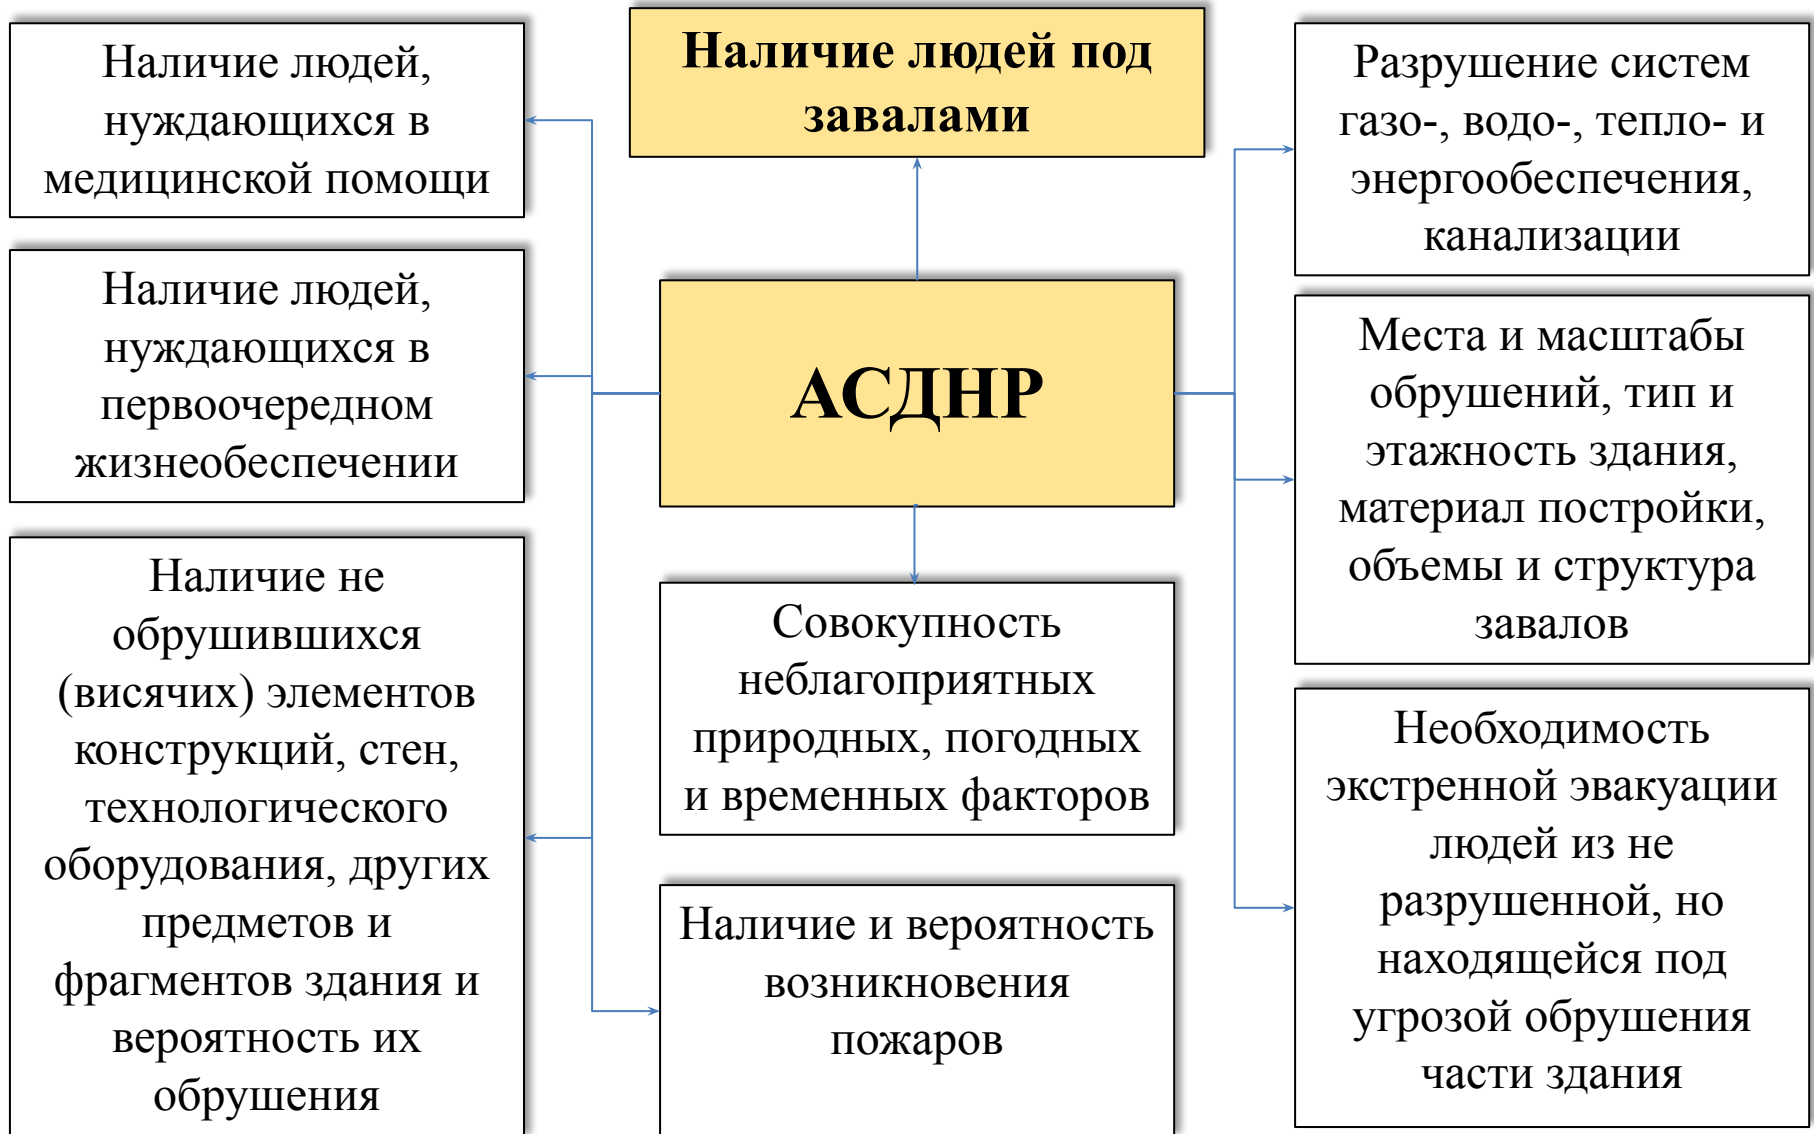 Наличие людей,
нуждающихся в
медицинской помощи
Наличие людей,
нуждающихся в
первоочередном
жизнеобеспечении
Наличие не
обрушившихся
(висячих) элементов
конструкций, стен,
технологического
оборудования, других
предметов и
фрагментов здания и
вероятность их
обрушения
Наличие людей под
завалами
АСДНР
Совокупность
неблагоприятных
природных, погодных
и временных факторов
Наличие и вероятность
возникновения
пожаров
Разрушение систем
газо-, водо-, тепло- и
энергообеспечения,
канализации
Места и масштабы
обрушений, тип и
этажность здания,
материал постройки,
объемы и структура
завалов
Необходимость
экстренной эвакуации
людей из не
разрушенной, но
находящейся под
угрозой обрушения
части здания